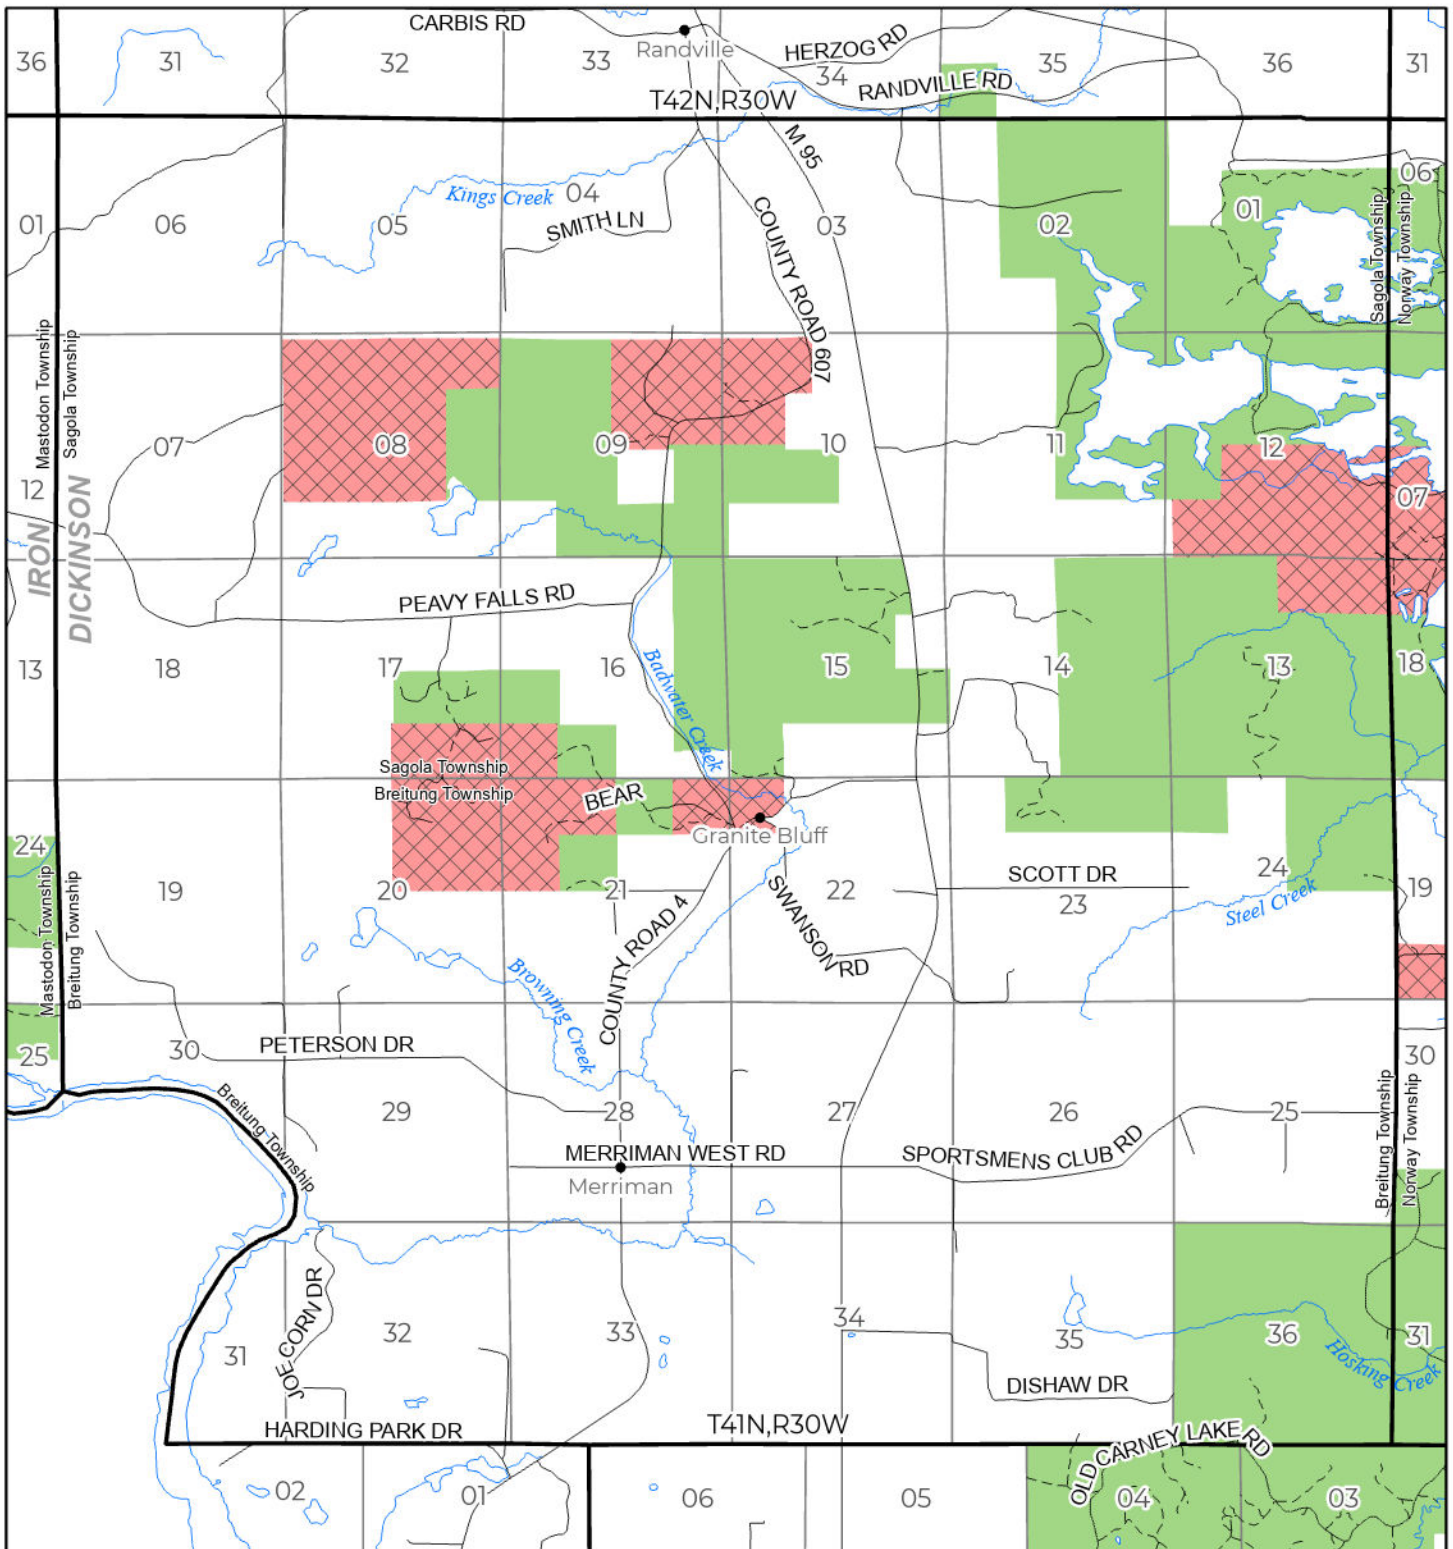 CARBIS RD
Randville
HERZOG RD
36
31
32
33
34
35
36
31
RANDVILLE RD
T42N,R30W
M 95
Kings Creek
04
06
01
06
05
SMITH LN
COUNTY ROAD 607
03
02
01
Sagola Township
Norway Township
Mastodon Township
Sagola Township
07
08
09
10
11
12
12
07
IRON
DICKINSON
PEAVY FALLS RD
13
18
17
16
Badwater Creek
15
14
13
18
Sagola Township
Breitung Township
BEAR
Granite Bluff
24
19
20
21
22
SCOTT DR
23
24
19
Steel Creek
Mastodon Township
Breitung Township
COUNTY ROAD 4
SWANSON RD
Browning Creek
25
30
PETERSON DR
30
Breitung Township
29
28
27
26
25
Breitung Township
Norway Township
MERRIMAN WEST RD
SPORTSMENS CLUB RD
Merriman
JOE CORN DR
31
32
33
34
35
36
31
Hosking Creek
DISHAW DR
HARDING PARK DR
T41N,R30W
OLD CARNEY LAKE RD
02
01
06
05
04
03